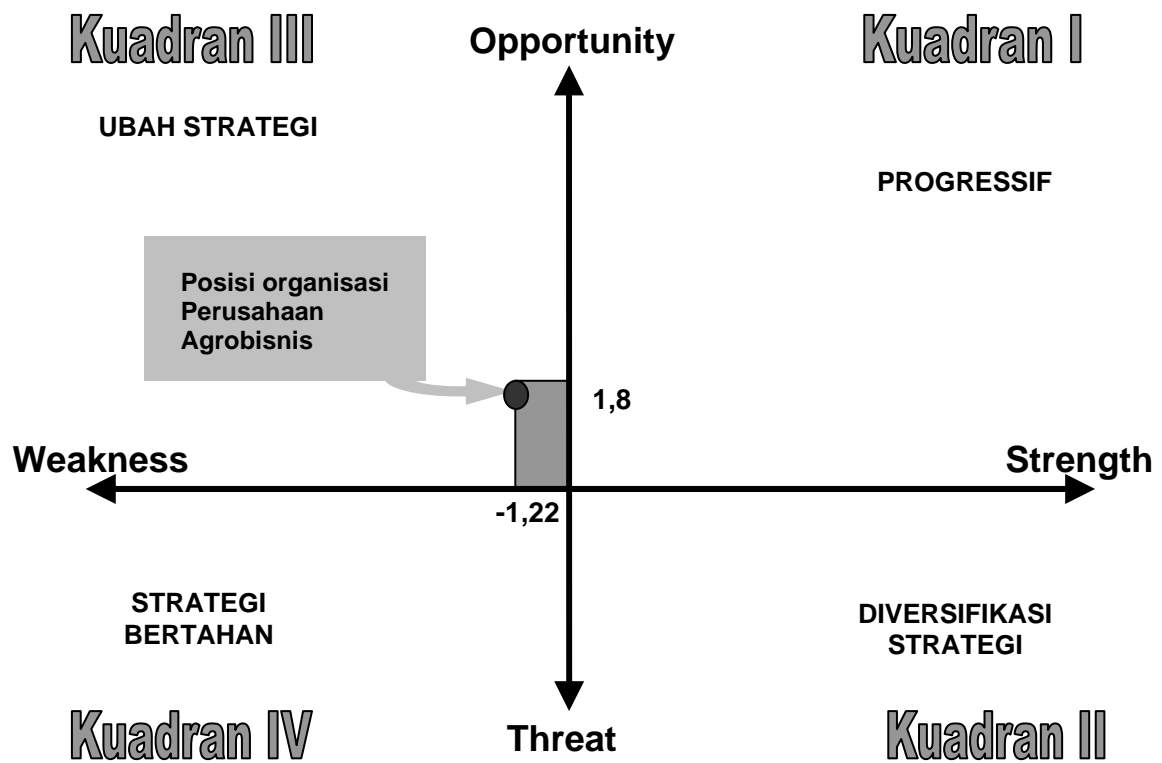 Kuadran III
Opportunity
Kuadran I
UBAH STRATEGI
PROGRESSIF
Posisi organisasi
Perusahaan
Agrobisnis
1,8
Weakness
Strength
-1,22
STRATEGI
BERTAHAN
DIVERSIFIKASI
STRATEGI
Kuadran IV
Threat
Kuadran II